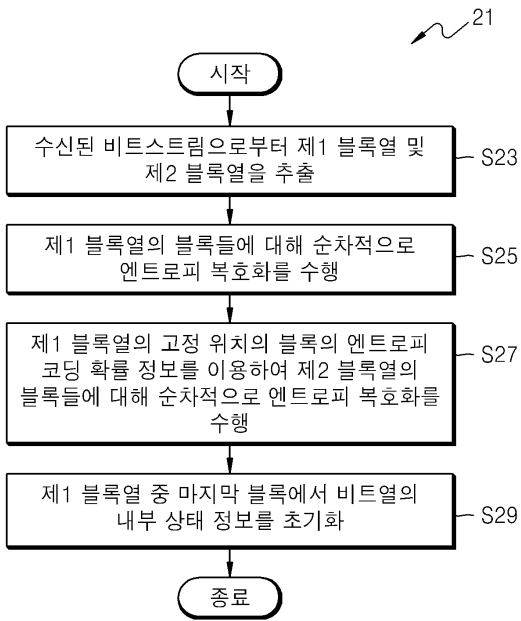 21
시작
수신된 비트스트림으로부터 제1 블록열 및
제2 블록열을 추출
S23
제1 블록열의 블록들에 대해 순차적으로
엔트로피 복호화를 수행
S25
제1 블록열의 고정 위치의 블록의 엔트로피
코딩 확률 정보를 이용하여 제2 블록열의
블록들에 대해 순차적으로 엔트로피 복호화를
수행
S27
제1 블록열 중 마지막 블록에서 비트열의
내부 상태 정보를 초기화
S29
종료